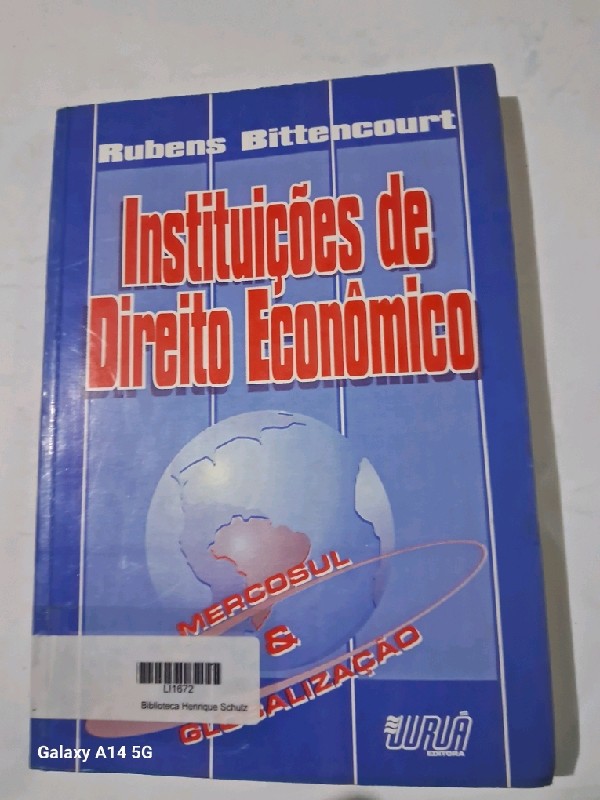 Rubens Bittencourt
Instituições de
Direito Econômico
MERCOSUL
&
GLOBALIZAÇÃO
LI1672
Biblioteca Henrique Schulz
JURUÁ
EDITORA
Galaxy A14 5G